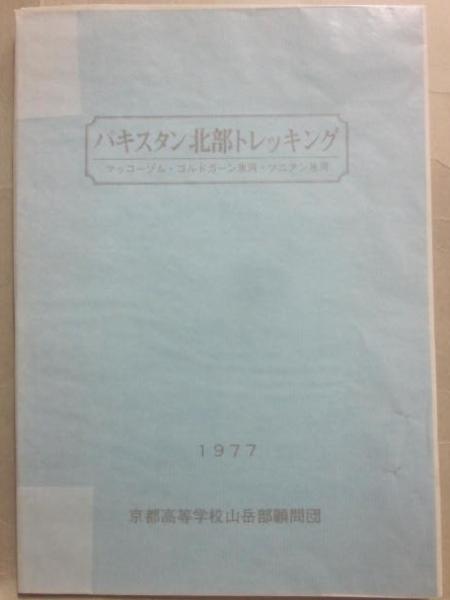 パキスタン北部トレッキング
マッコーゾム・ゴルドガーン氷河・ツニアン氷河
1977
京都高等学校山岳部顧問団